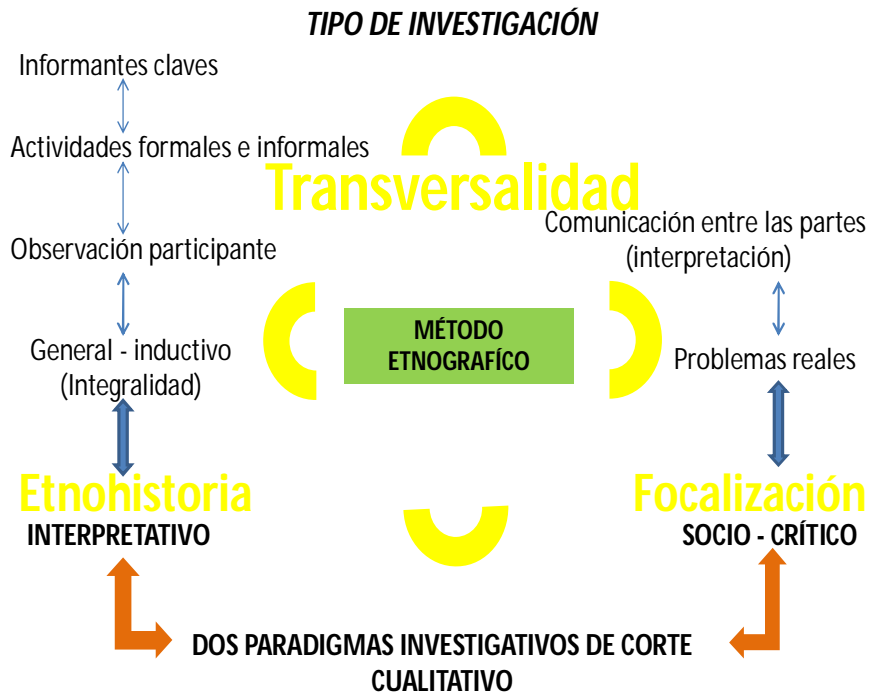 TIPO DE INVESTIGACIÓN
Informantes claves
Actividades formales e informales
Transversalidad
Observación participante
Comunicación entre las partes
(interpretación)
General - inductivo
(Integralidad)
MÉTODO
ETNOGRAFÍCO
Problemas reales
Etnohistoria
INTERPRETATIVO
Focalización
SOCIO - CRÍTICO
DOS PARADIGMAS INVESTIGATIVOS DE CORTE
CUALITATIVO